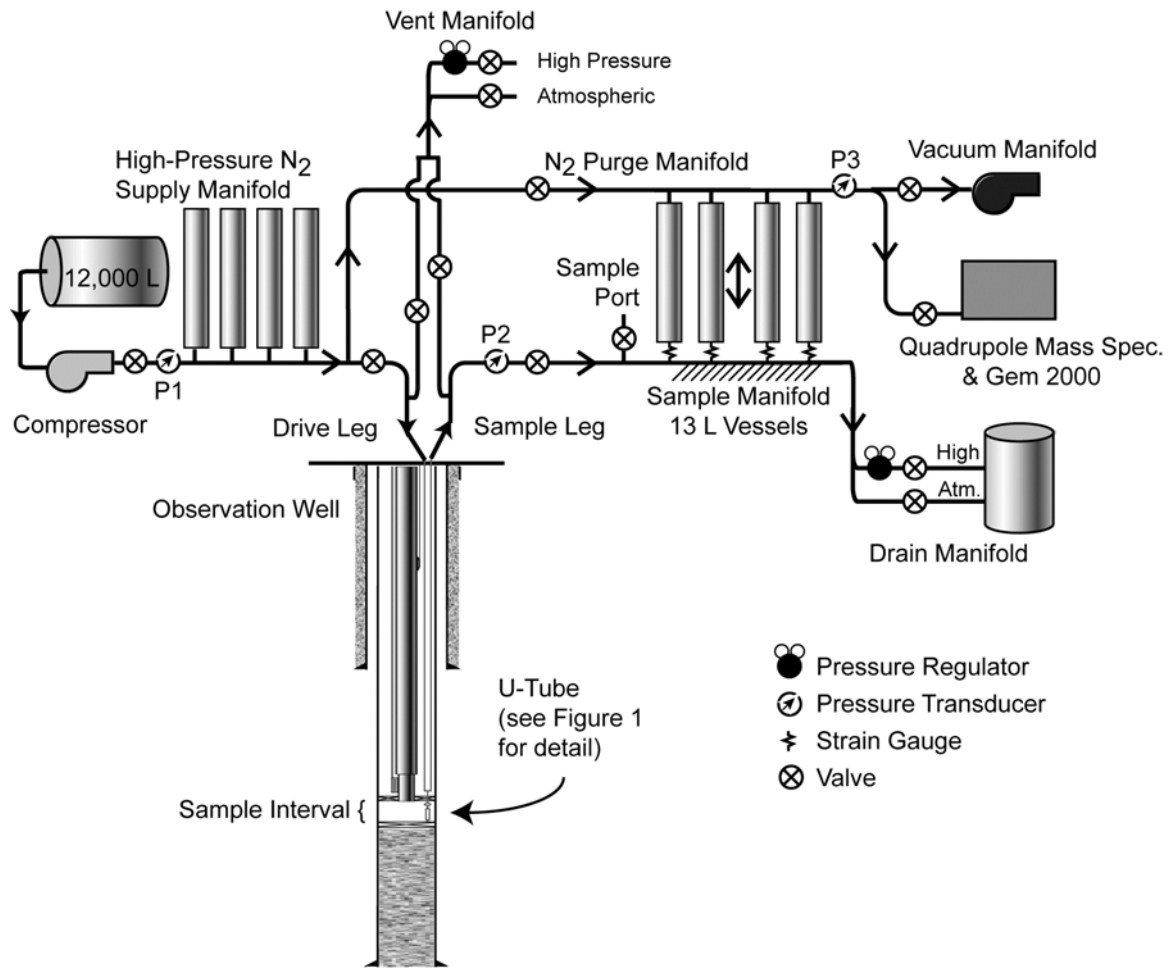 Vent Manifold
High Pressure
Atmospheric
High-Pressure N2
Supply Manifold
N2 Purge Manifold
P3
Vacuum Manifold
12,000 L
Sample
Port
P1
P2
Compressor
Drive Leg
Sample Leg
Sample Manifold
13 L Vessels
Quadrupole Mass Spec.
& Gem 2000
High
Atm.
Drain Manifold
Observation Well
U-Tube
(see Figure 1
for detail)
Sample Interval {
Pressure Regulator
Pressure Transducer
Strain Gauge
Valve